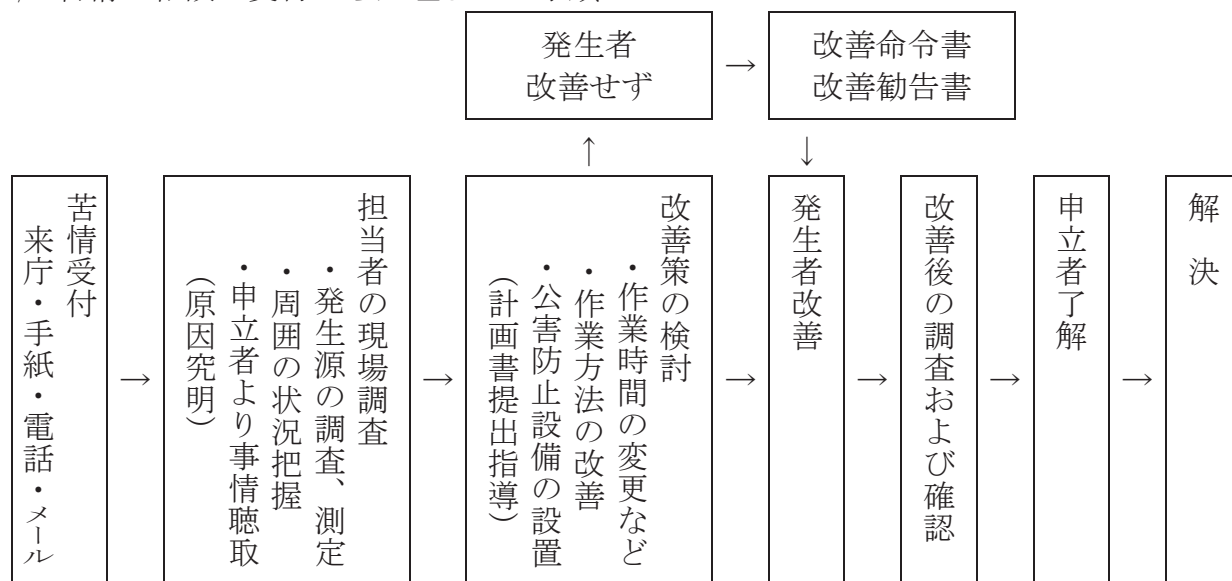 発生者
改善せず
→
改善命令書
改善勧告書
↑
↓
苦情受付
来庁・手紙・電話・メール
→
担当者の現場調査
・発生源の調査、測定
・周囲の状況把握
・申立者より事情聴取
(原因究明)
→
改善策の検討
・作業時間の変更など
・作業方法の改善
・公害防止設備の設置
(計画書提出指導)
→
発生者改善
→
改善後の調査および確認
→
申立者了解
→
解決